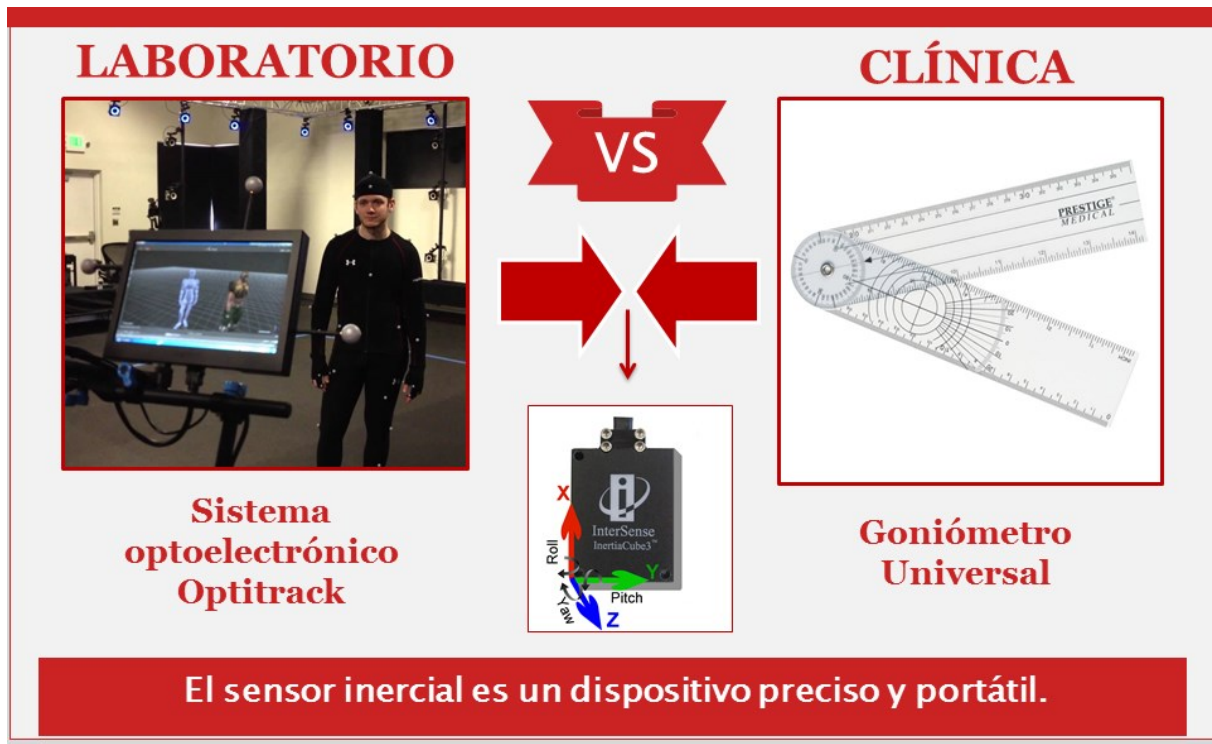 LABORATORIO
CLÍNICA
VS
PRESTIGE
MEDICAL
X
InterSense
InertiaCube3™
Roll
Y
Pitch
Yaw
Z
Sistema
optoelectrónico
Optitrack
Goniómetro
Universal
El sensor inercial es un dispositivo preciso y portátil.